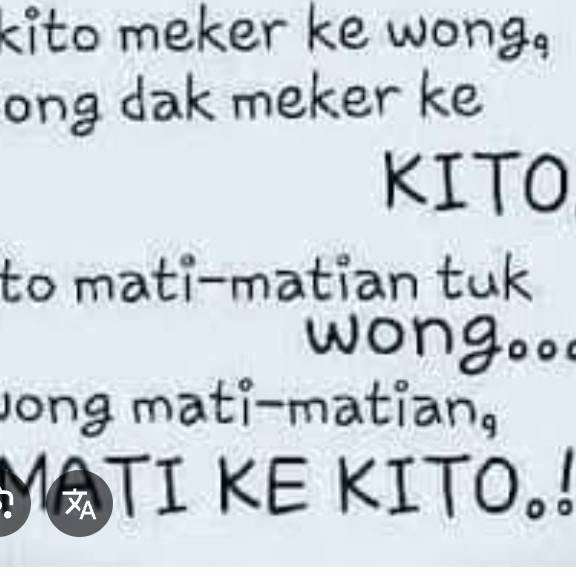 kito meker ke wong,
ong dak meker ke
KITO.
to mati-matian tuk
wong...
wong mati-matian,
MATI KE KITO.!